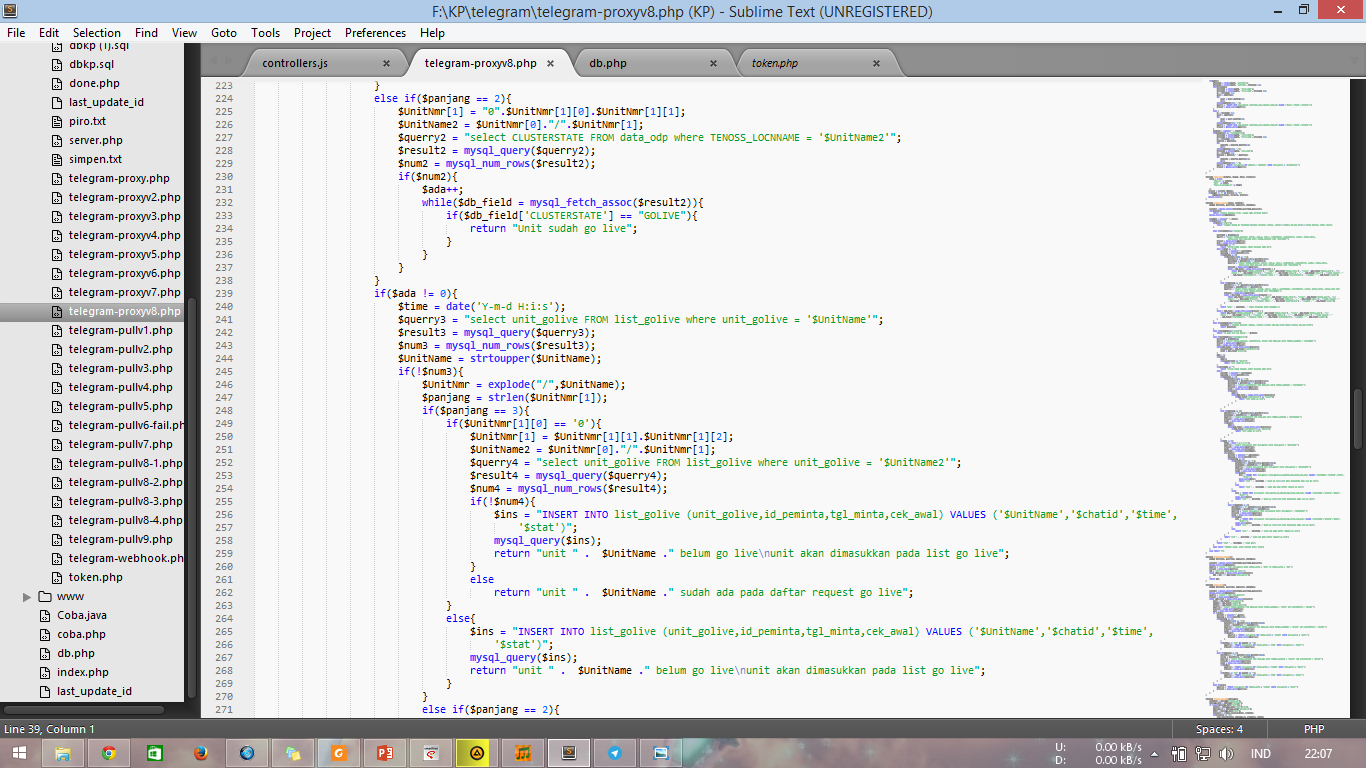 F:\KP\telegram\telegram-proxyv8.php (KP) - Sublime Text (UNREGISTERED)
File Edit Selection Find View Goto Tools Project Preferences Help
dbkp (1).sql
dbkp.sql
done.php
last_update_id
piro.txt
server.php
simpen.txt
telegram-proxy.php
telegram-proxyv2.php
telegram-proxyv3.php
telegram-proxyv4.php
telegram-proxyv5.php
telegram-proxyv6.php
telegram-proxyv7.php
telegram-proxyv8.php
telegram-pullv1.php
telegram-pullv2.php
telegram-pullv3.php
telegram-pullv4.php
telegram-pullv5.php
telegram-pullv6-fail.ph
telegram-pullv7.php
telegram-pullv8-1.php
telegram-pullv8-2.php
telegram-pullv8-3.php
telegram-pullv8-4.php
telegram-pullv9.php
telegram-webhook.ph
token.php
www
Coba.java
coba.php
db.php
index.php
last_update_id
controllers.js telegram-proxyv8.php db.php token.php
223 }
224 else if($panjang == 2){
225 $UnitNmr[1] = "0".$UnitNmr[1][0].$UnitNmr[1][1];
226 $UnitName2 = $UnitNmr[0]."/".$UnitNmr[1];
227 $querry2 = "select CLUSTERSTATE FROM data_odp where TENOSS_LOCNNAME = '$UnitName2'";
228 $result2 = mysql_query($querry2);
229 $num2 = mysql_num_rows($result2);
230 if($num2){
231 $ada++;
232 while($db_field = mysql_fetch_assoc($result2)){
233 if($db_field['CLUSTERSTATE'] == "GOLIVE"){
234 return "Unit sudah go live";
235 }
236 }
237 }
238 }
239 if($ada != 0){
240 $time = date('Y-m-d H:i:s');
241 $querry3 = "select unit_golive FROM list_golive where unit_golive = '$UnitName'";
242 $result3 = mysql_query($querry3);
243 $num3 = mysql_num_rows($result3);
244 $UnitName = strtoupper($UnitName);
245 if(!$num3){
246 $UnitNmr = explode("/",$UnitName);
247 $panjang = strlen($UnitNmr[1]);
248 if($panjang == 3){
249 if($UnitNmr[1][0] == '0'){
250 $UnitNmr[1] = $UnitNmr[1][1].$UnitNmr[1][2];
251 $UnitName2 = $UnitNmr[0]."/".$UnitNmr[1];
252 $querry4 = "select unit_golive FROM list_golive where unit_golive = '$UnitName2'";
253 $result4 = mysql_query($querry4);
254 $num4 = mysql_num_rows($result4);
255 if(!$num4){
256 $ins = "INSERT INTO list_golive (unit_golive,id_peminta,tgl_minta,cek_awal) VALUES ('$UnitName','$chatid','$time',
257 '$stat')";
258 mysql_query($ins);
259 return "unit " . $UnitName ." belum go live\nunit akan dimasukkan pada list go live";
260 }
261 else
262 return "unit " . $UnitName ." sudah ada pada daftar request go live";
263 }
264 else{
265 $ins = "INSERT INTO list_golive (unit_golive,id_peminta,tgl_minta,cek_awal) VALUES ('$UnitName','$chatid','$time',
266 '$stat')";
267 mysql_query($ins);
268 return "unit " . $UnitName ." belum go live\nunit akan dimasukkan pada list go live";
269 }
270 }
271 else if($panjang == 2){
Line 39, Column 1 Spaces: 4 PHP
U: 0.00 kB/s
D: 0.00 kB/s
IND 22:07